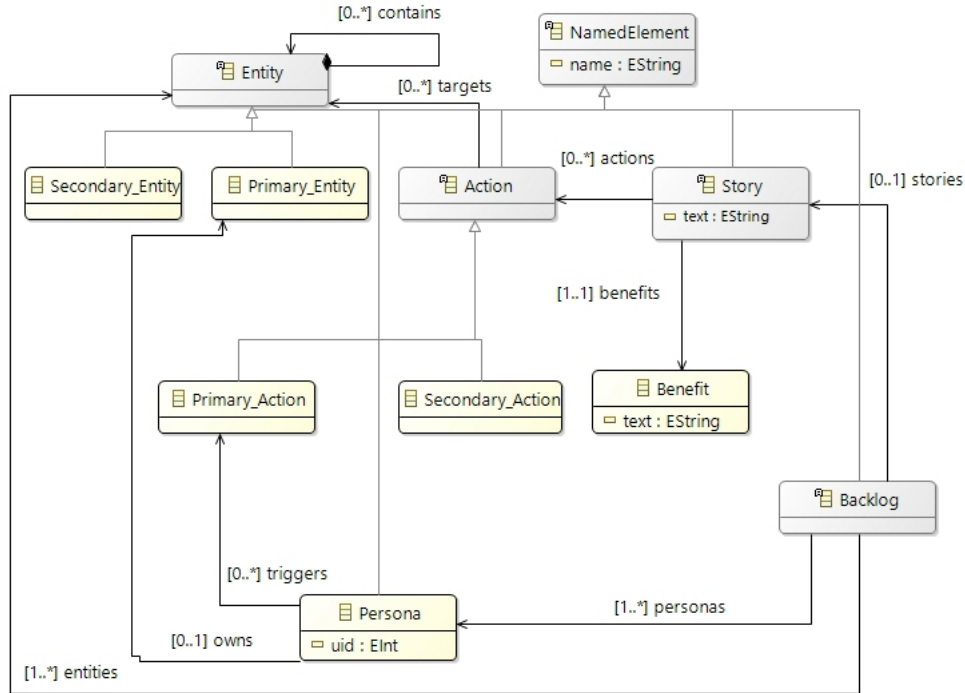 [0..*] contains
NamedElement
name : EString
Entity
[0..*] targets
[0..*] actions
[0..1] stories
Secondary_Entity
Primary_Entity
Action
Story
text : EString
[1..1] benefits
Primary_Action
Secondary_Action
Benefit
text : EString
Backlog
[0..*] triggers
Persona
uid : EInt
[1..*] personas
[0..1] owns
[1..*] entities